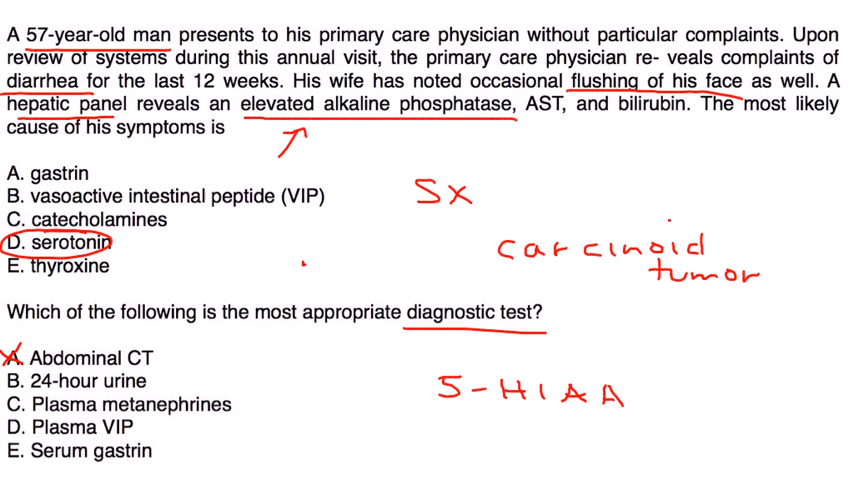 A 57-year-old man presents to his primary care physician without particular complaints. Upon
review of systems during this annual visit, the primary care physician re- veals complaints of
diarrhea for the last 12 weeks. His wife has noted occasional flushing of his face as well. A
hepatic panel reveals an elevated alkaline phosphatase, AST, and bilirubin. The most likely
cause of his symptoms is
A. gastrin
B. vasoactive intestinal peptide (VIP)
Sx
C. catecholamines
D. serotonin
carcinoid
E. thyroxine
tumor
Which of the following is the most appropriate diagnostic test?
A. Abdominal CT
B. 24-hour urine
5-HIAA
C. Plasma metanephrines
D. Plasma VIP
E. Serum gastrin